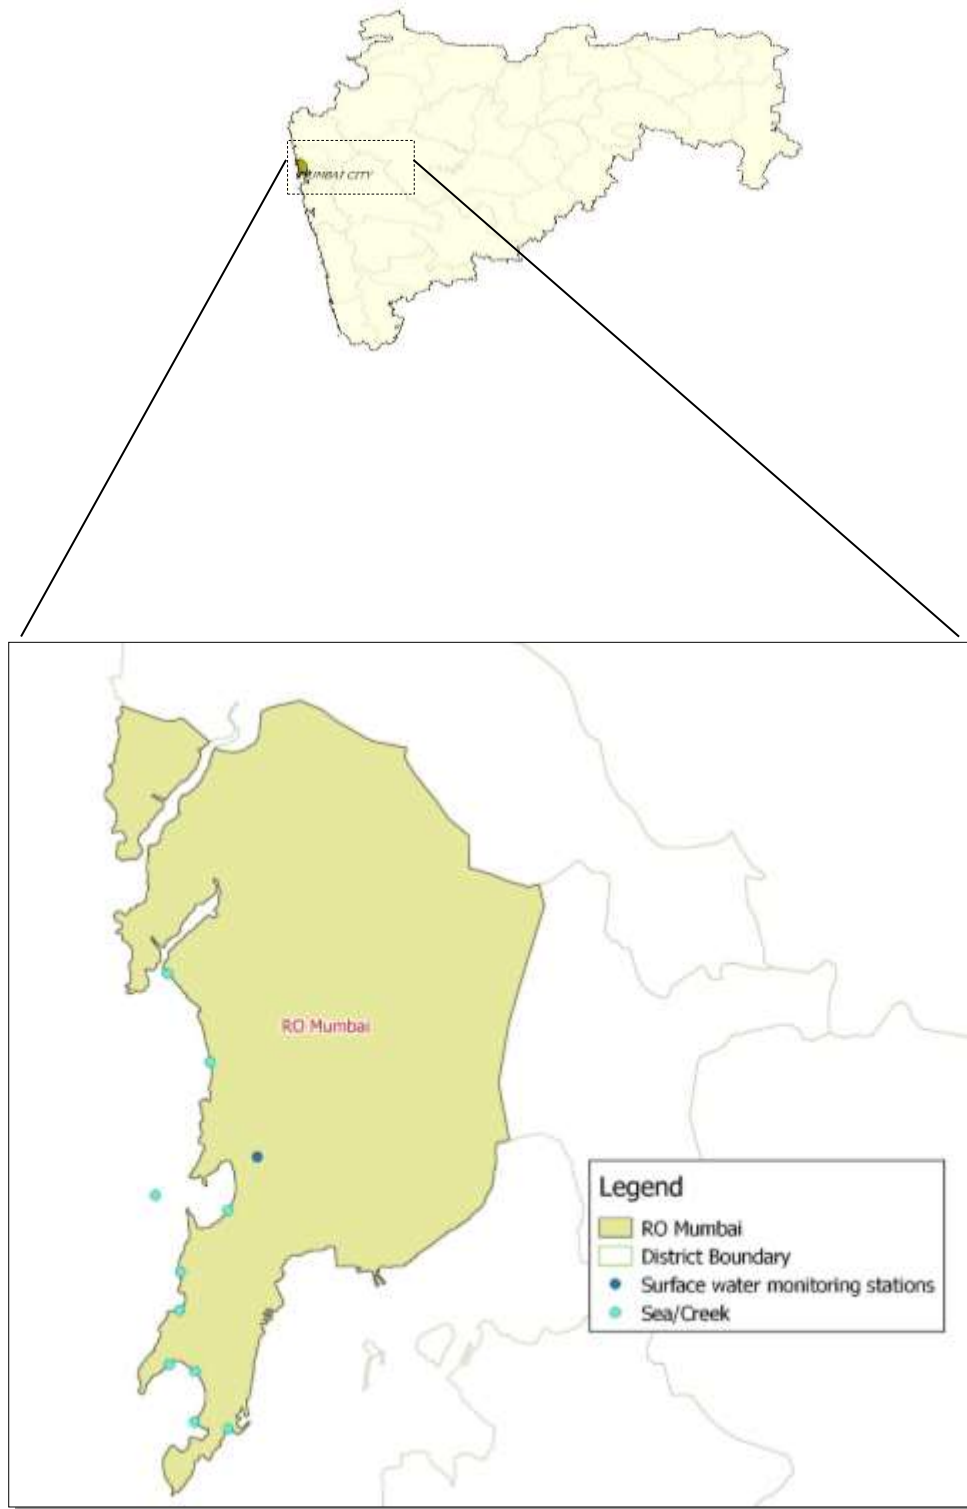 MUMBAI CITY
RO Mumbai
Legend
RO Mumbai
District Boundary
Surface water monitoring stations
Sea/Creek